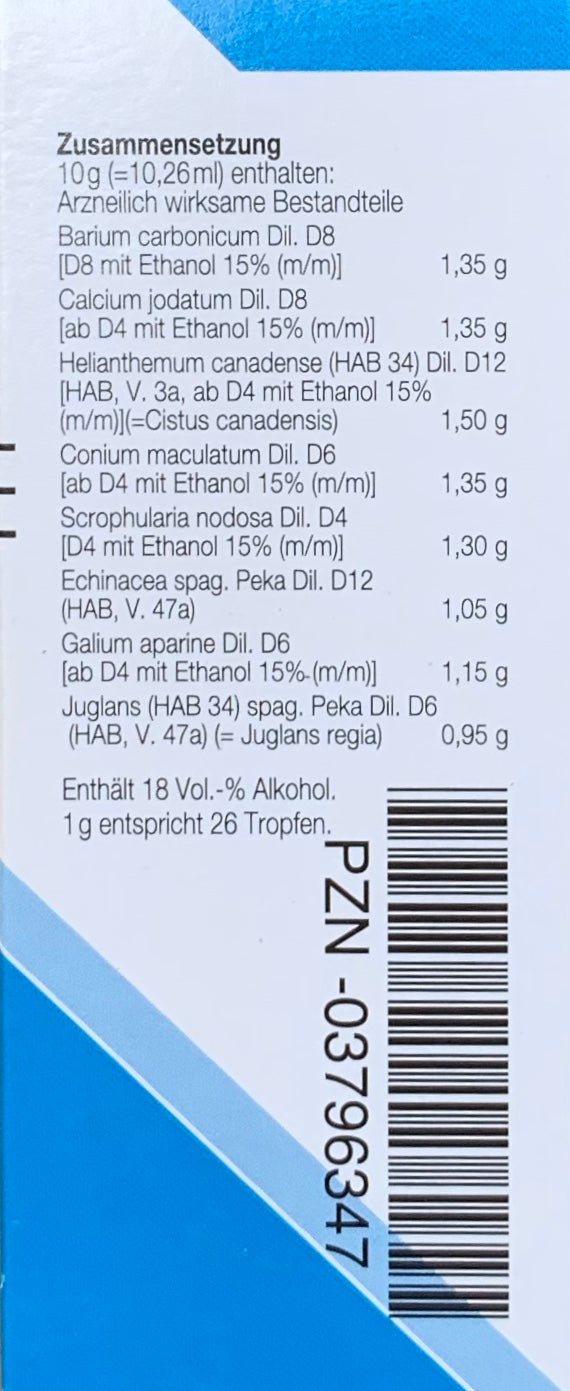 Zusammensetzung
10g (=10,26ml) enthalten:
Arzneilich wirksame Bestandteile
Barium carbonicum Dil. D8
[D8 mit Ethanol 15% (m/m)] 1,35 g
Calcium jodatum Dil. D8
[ab D4 mit Ethanol 15% (m/m)] 1,35 g
Helianthemum canadense (HAB 34) Dil. D12
[HAB, V. 3a, ab D4 mit Ethanol 15%
(m/m)](=Cistus canadensis) 1,50 g
Conium maculatum Dil. D6
[ab D4 mit Ethanol 15% (m/m)] 1,35 g
Scrophularia nodosa Dil. D4
[D4 mit Ethanol 15% (m/m)] 1,30 g
Echinacea spag. Peka Dil. D12
(HAB, V. 47a) 1,05 g
Galium aparine Dil. D6
[ab D4 mit Ethanol 15% (m/m)] 1,15 g
Juglans (HAB 34) spag. Peka Dil. D6
(HAB, V. 47a) (= Juglans regia) 0,95 g
Enthält 18 Vol.-% Alkohol.
1g entspricht 26 Tropfen.
PZN -03796347